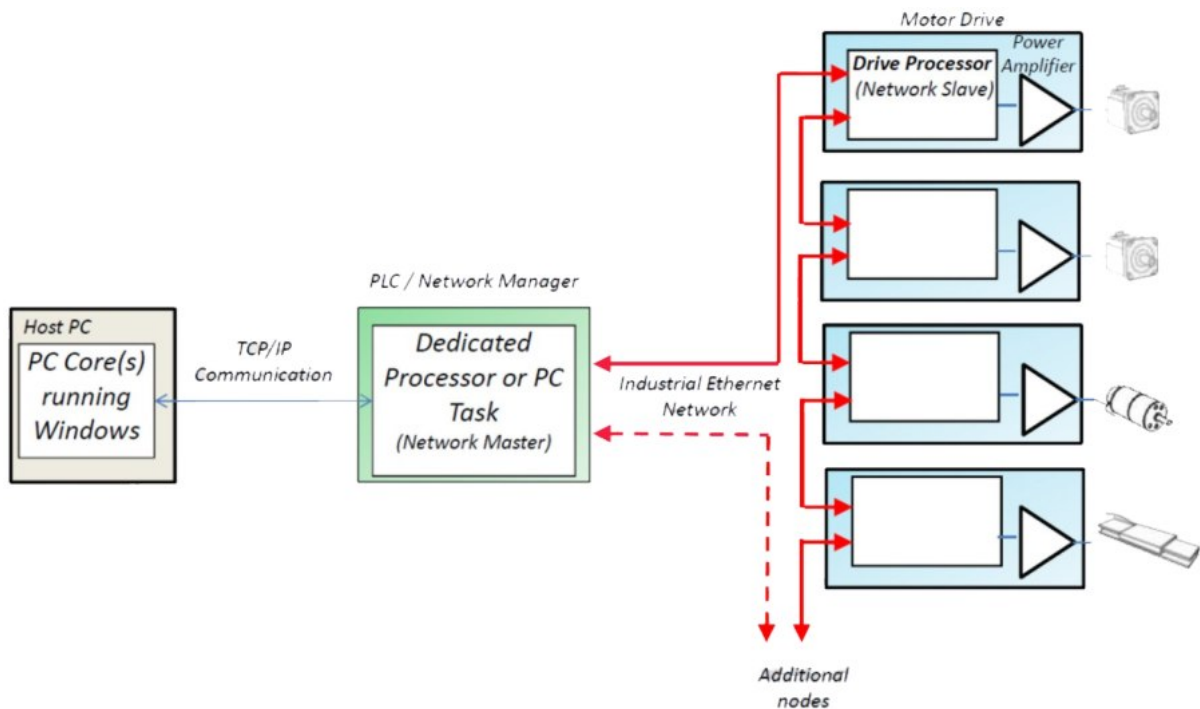 Motor Drive
Power
Amplifier
Drive Processor
(Network Slave)
PLC / Network Manager
Host PC
PC Core(s)
running
Windows
TCP/IP
Communication
Dedicated
Processor or PC
Task
(Network Master)
Industrial Ethernet
Network
Additional
nodes